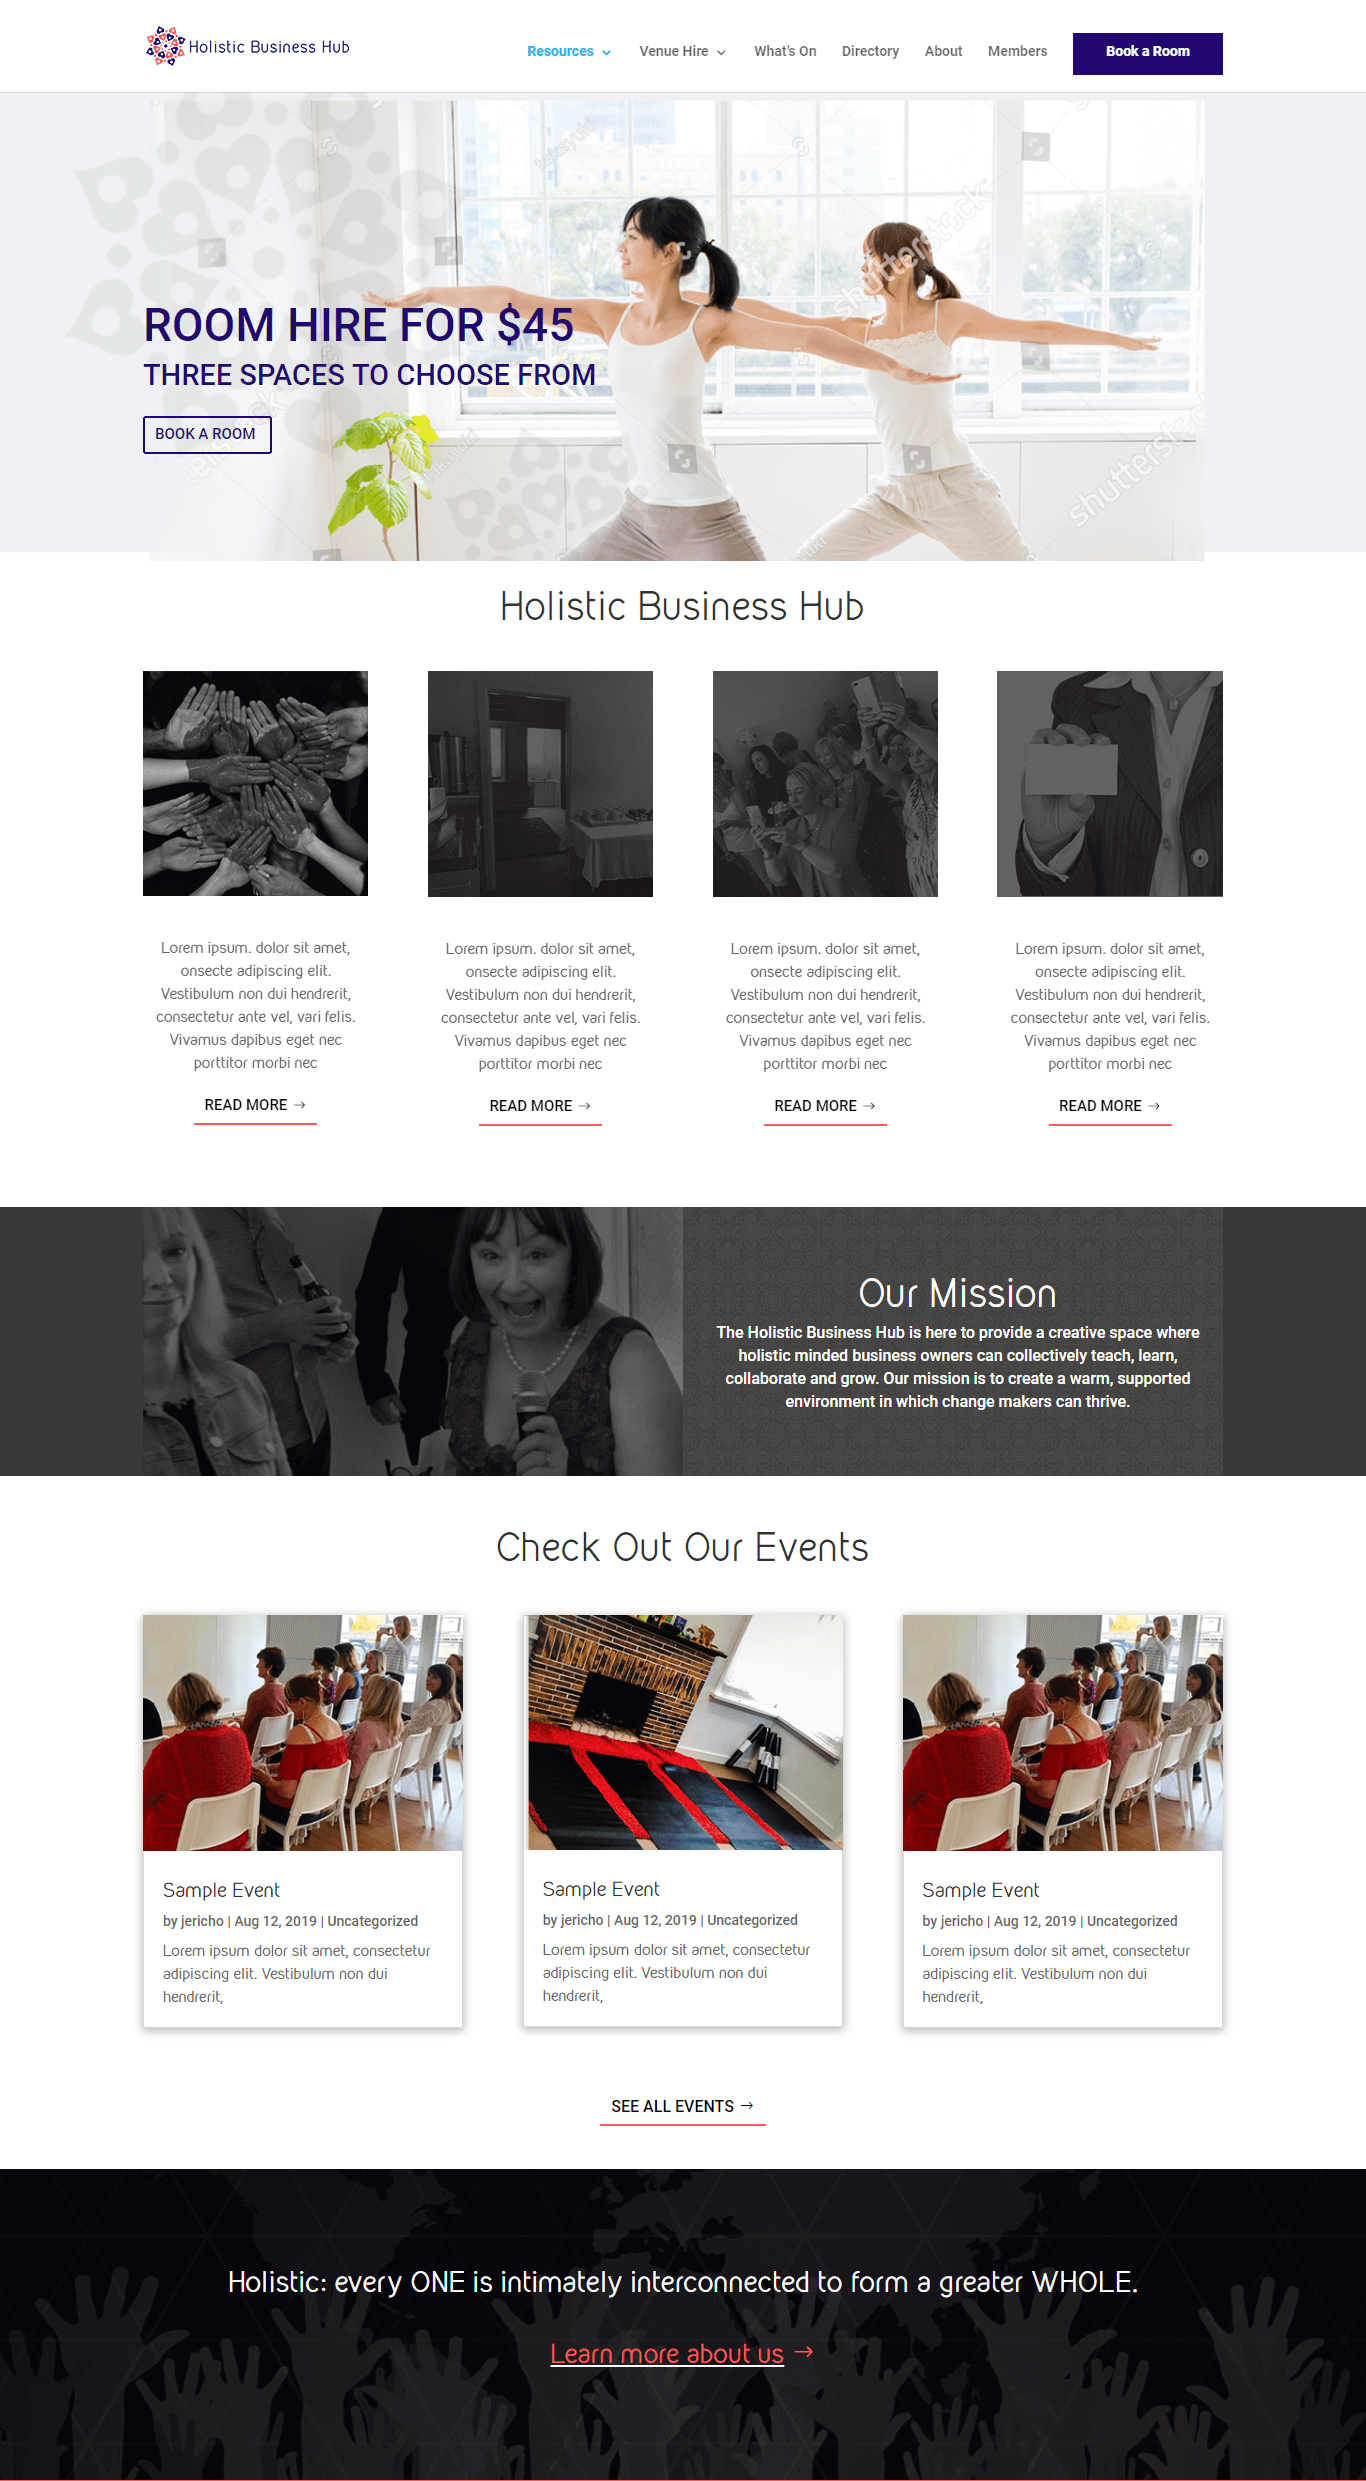 Holistic Business Hub
Resources
Venue Hire
What's On
Directory
About
Members
Book a Room
takayuki
shutterstock
ROOM HIRE FOR $45
THREE SPACES TO CHOOSE FROM
BOOK A ROOM
Holistic Business Hub
Lorem ipsum. dolor sit amet,
onsecte adipiscing elit.
Vestibulum non dui hendrerit,
consectetur ante vel, vari felis.
Vivamus dapibus eget nec
porttitor morbi nec
READ MORE →
Lorem ipsum. dolor sit amet,
onsecte adipiscing elit.
Vestibulum non dui hendrerit,
consectetur ante vel, vari felis.
Vivamus dapibus eget nec
porttitor morbi nec
READ MORE →
Lorem ipsum. dolor sit amet,
onsecte adipiscing elit.
Vestibulum non dui hendrerit,
consectetur ante vel, vari felis.
Vivamus dapibus eget nec
porttitor morbi nec
READ MORE →
Lorem ipsum. dolor sit amet,
onsecte adipiscing elit.
Vestibulum non dui hendrerit,
consectetur ante vel, vari felis.
Vivamus dapibus eget nec
porttitor morbi nec
READ MORE →
Our Mission
The Holistic Business Hub is here to provide a creative space where
holistic minded business owners can collectively teach, learn,
collaborate and grow. Our mission is to create a warm, supported
environment in which change makers can thrive.
Check Out Our Events
Sample Event
by jericho | Aug 12, 2019 | Uncategorized
Lorem ipsum dolor sit amet, consectetur
adipiscing elit. Vestibulum non dui
hendrerit,
Sample Event
by jericho | Aug 12, 2019 | Uncategorized
Lorem ipsum dolor sit amet, consectetur
adipiscing elit. Vestibulum non dui
hendrerit,
Sample Event
by jericho | Aug 12, 2019 | Uncategorized
Lorem ipsum dolor sit amet, consectetur
adipiscing elit. Vestibulum non dui
hendrerit,
SEE ALL EVENTS →
Holistic: every ONE is intimately interconnected to form a greater WHOLE.
Learn more about us →